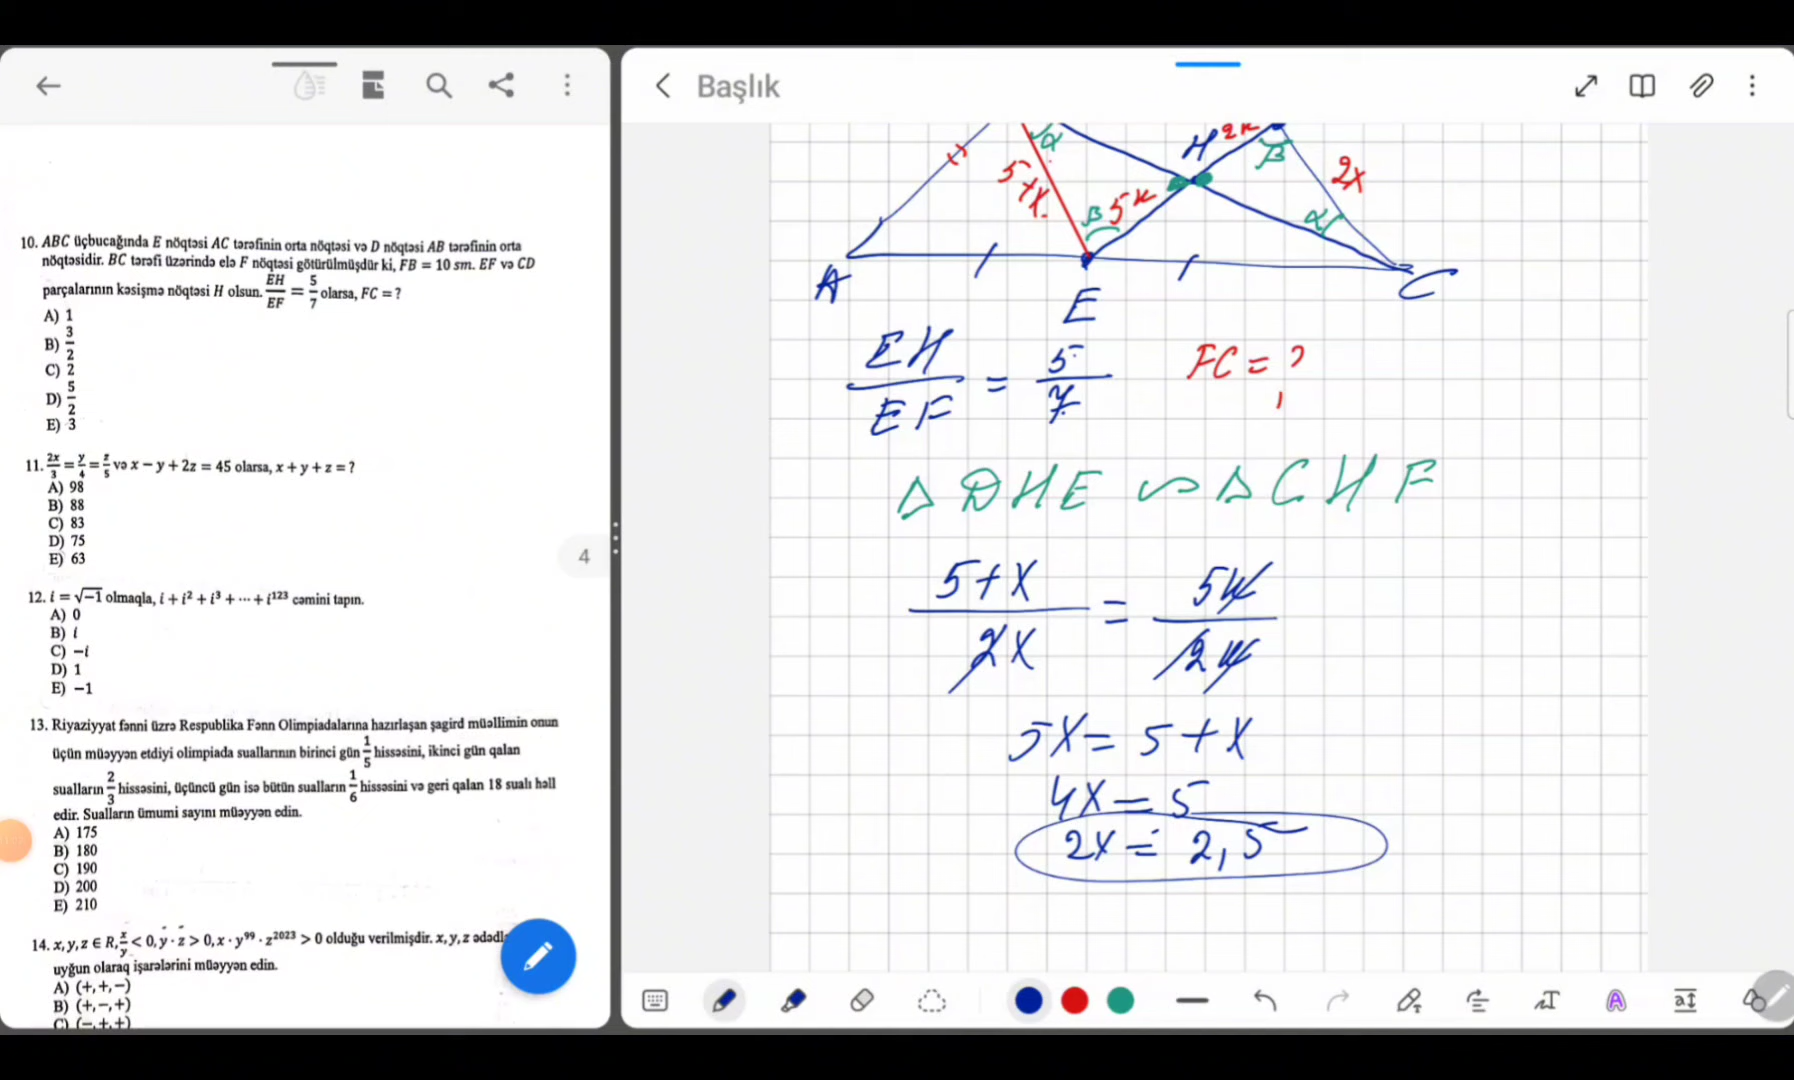 Başlık
10. ABC üçbucağında E nöqtəsi AC tərəfinin orta nöqtəsi və D nöqtəsi AB tərəfinin orta
nöqtəsidir. BC tərəfi üzərində elə F nöqtəsi götürülmüşdür ki, FB = 10 sm. EF və CD
parçalarının kəsişmə nöqtəsi H olsun. EH/EF = 5/7 olarsa, FC = ?
A) 1
B) 3/2
C) 2
D) 5/2
E) 3
11. 2x/3 = y/4 = z/5 və x − y + 2z = 45 olarsa, x + y + z = ?
A) 98
B) 88
C) 83
D) 75
E) 63
4
12. i = √−1 olmaqla, i + i² + i³ + ⋯ + i¹²³ cəmini tapın.
A) 0
B) i
C) −i
D) 1
E) −1
13. Riyaziyyat fənni üzrə Respublika Fənn Olimpiadalarına hazırlaşan şagird müəllimin onun
üçün müəyyən etdiyi olimpiada suallarının birinci gün 1/5 hissəsini, ikinci gün qalan
sualların 2/3 hissəsini, üçüncü gün isə bütün sualların 1/6 hissəsini və geri qalan 18 sualı həll
edir. Sualların ümumi sayını müəyyən edin.
A) 175
B) 180
C) 190
D) 200
E) 210
14. x, y, z ∈ R, x/y < 0, y · z > 0, x · y⁹⁹ · z²⁰²³ > 0 olduğu verilmişdir. x, y, z
uyğun olaraq işarələrini müəyyən edin.
A) (+,+,−)
B) (+,−,+)
C) (−,+,+)
α H 2k β
5+x β 5k 2x α
A E C
EH/EF = 5/7 FC = ?
Δ DHE ∽ Δ CHF
5+x/2x = 5k/2k
5x = 5 + x
4x = 5
2x = 2,5